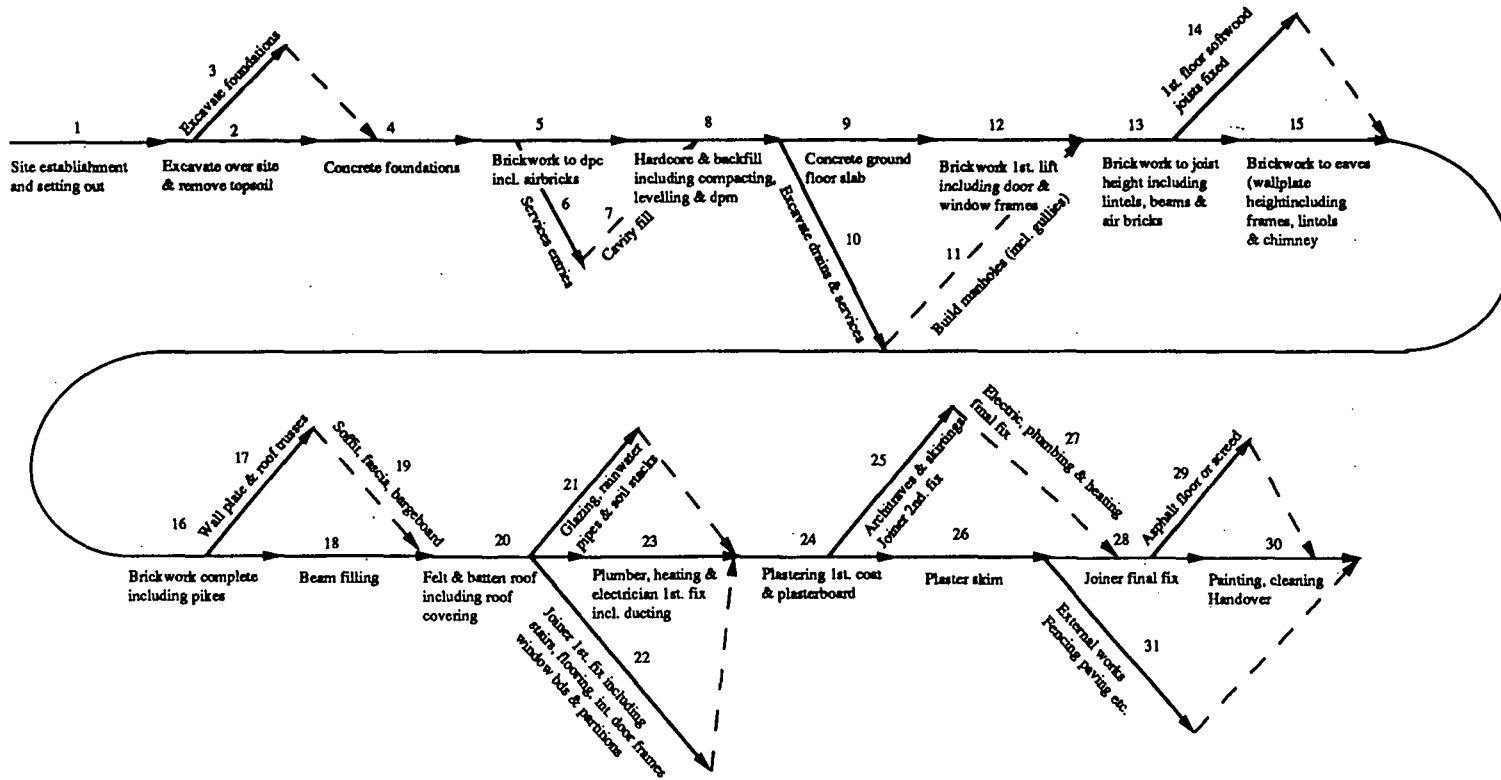 1
Site establishment
and setting out
2
Excavate over site
& remove topsoil
3
Excavate foundations
4
Concrete foundations
5
Brickwork to dpc
incl. airbricks
6
Services entries
7
Cavity fill
8
Hardcore & backfill
including compacting,
levelling & dpm
9
Concrete ground
floor slab
10
Excavate drains & services
11
Build manholes (incl. gullies)
12
Brickwork 1st. lift
including door &
window frames
13
Brickwork to joist
height including
lintels, beams &
air bricks
14
1st. floor softwood
joists fixed
15
Brickwork to eaves
(wallplate
heightincluding
frames, lintols
& chimney
16
Brickwork complete
including pikes
17
Wall plate & roof trusses
18
Beam filling
19
Soffit, fascia, bargeboard
20
Felt & batten roof
including roof
covering
21
Glazing, rainwater
pipes & soil stacks
22
Joiner 1st. fix including
stairs, flooring, int. door frames
window bds & partitions
23
Plumber, heating &
electrician 1st. fix
incl. ducting
24
Plastering 1st. coat
& plasterboard
25
Architraves & skirtings
Joiner 2nd. fix
26
Plaster skim
27
Electric, plumbing & heating
final fix
28
Joiner final fix
29
Asphalt floor or screed
30
Painting, cleaning
Handover
31
External works
Fencing paving etc.